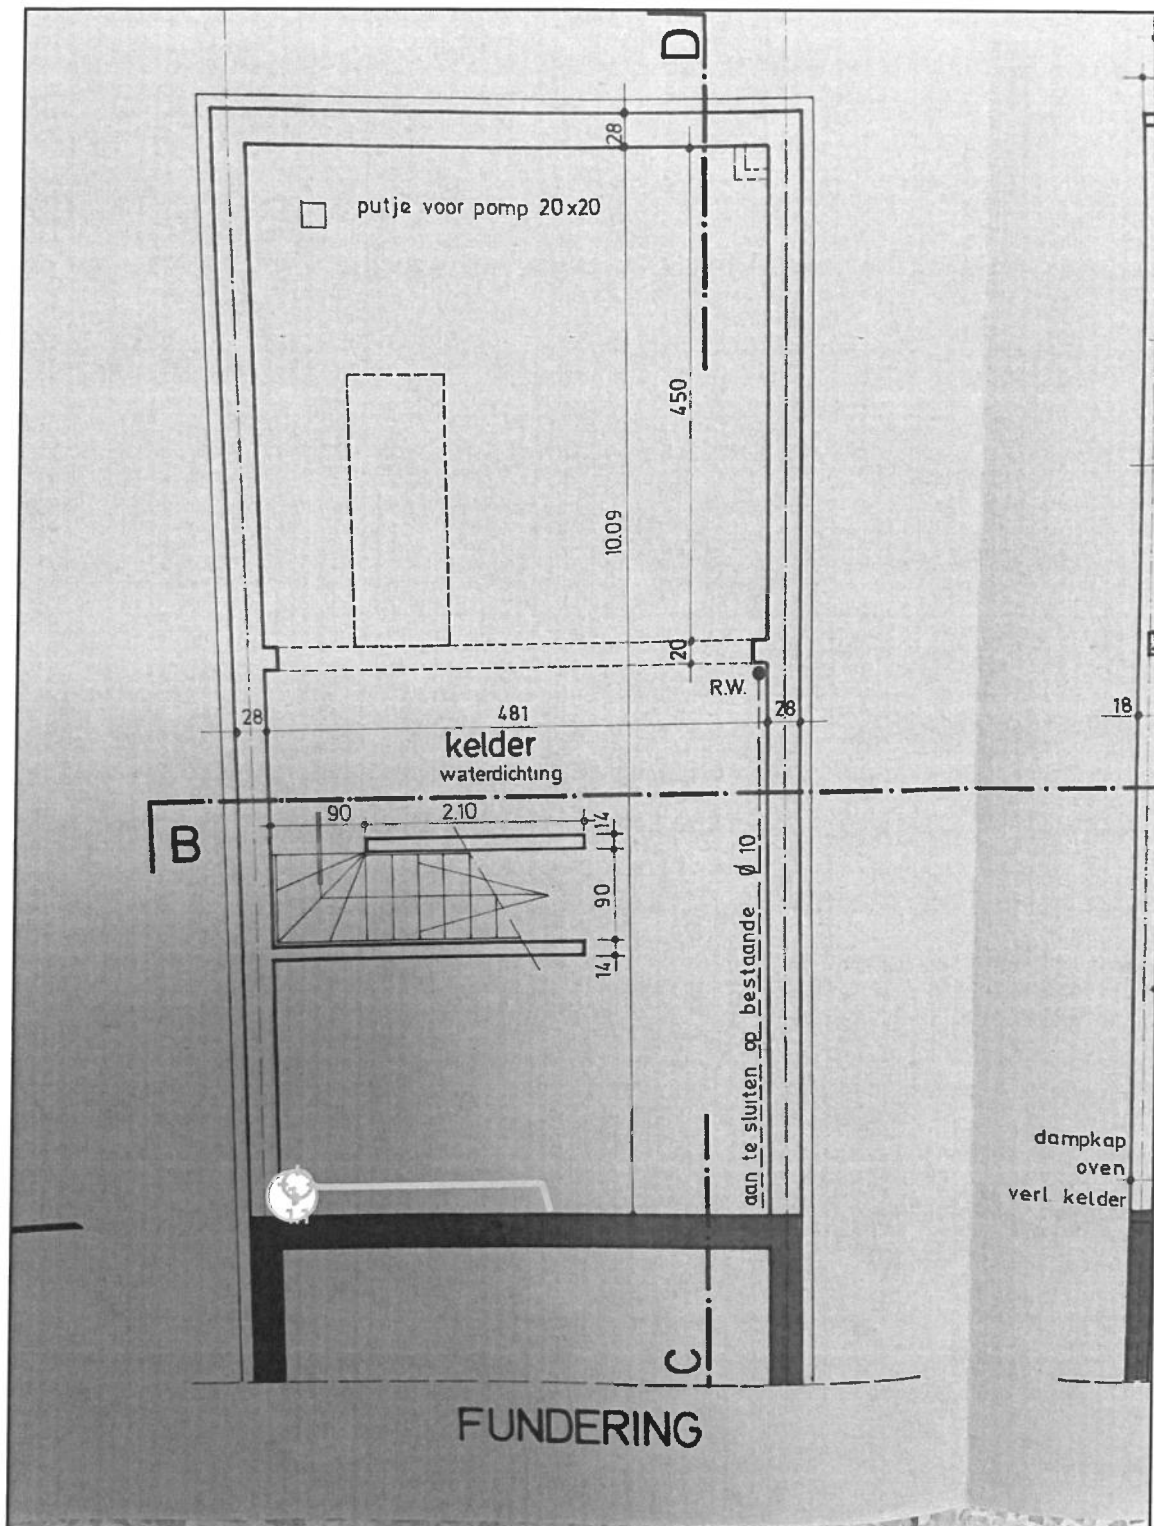 D
28
putje voor pomp 20x20
450
10.09
20
R.W.
28
481
28
18
kelder
waterdichting
90
2.10
14
B
90
14
aan te sluiten op bestaande Ø 10
dampkap
oven
verl. kelder
C
FUNDERING